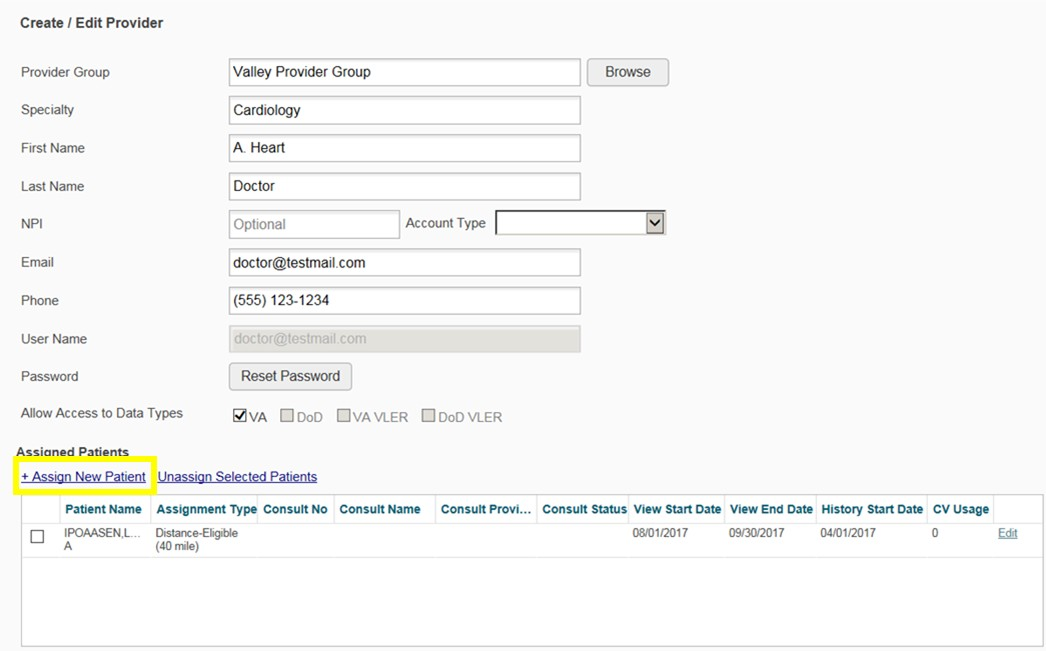 Create / Edit Provider
Provider Group Valley Provider Group Browse
Specialty Cardiology
First Name A. Heart
Last Name Doctor
NPI Optional Account Type
Email doctor@testmail.com
Phone (555) 123-1234
User Name doctor@testmail.com
Password Reset Password
Allow Access to Data Types VA DoD VA VLER DoD VLER
Assigned Patients
+ Assign New Patient Unassign Selected Patients
Patient Name Assignment Type Consult No Consult Name Consult Provi... Consult Status View Start Date View End Date History Start Date CV Usage
IPOAASEN,L... Distance-Eligible 08/01/2017 09/30/2017 04/01/2017 0 Edit
A (40 mile)